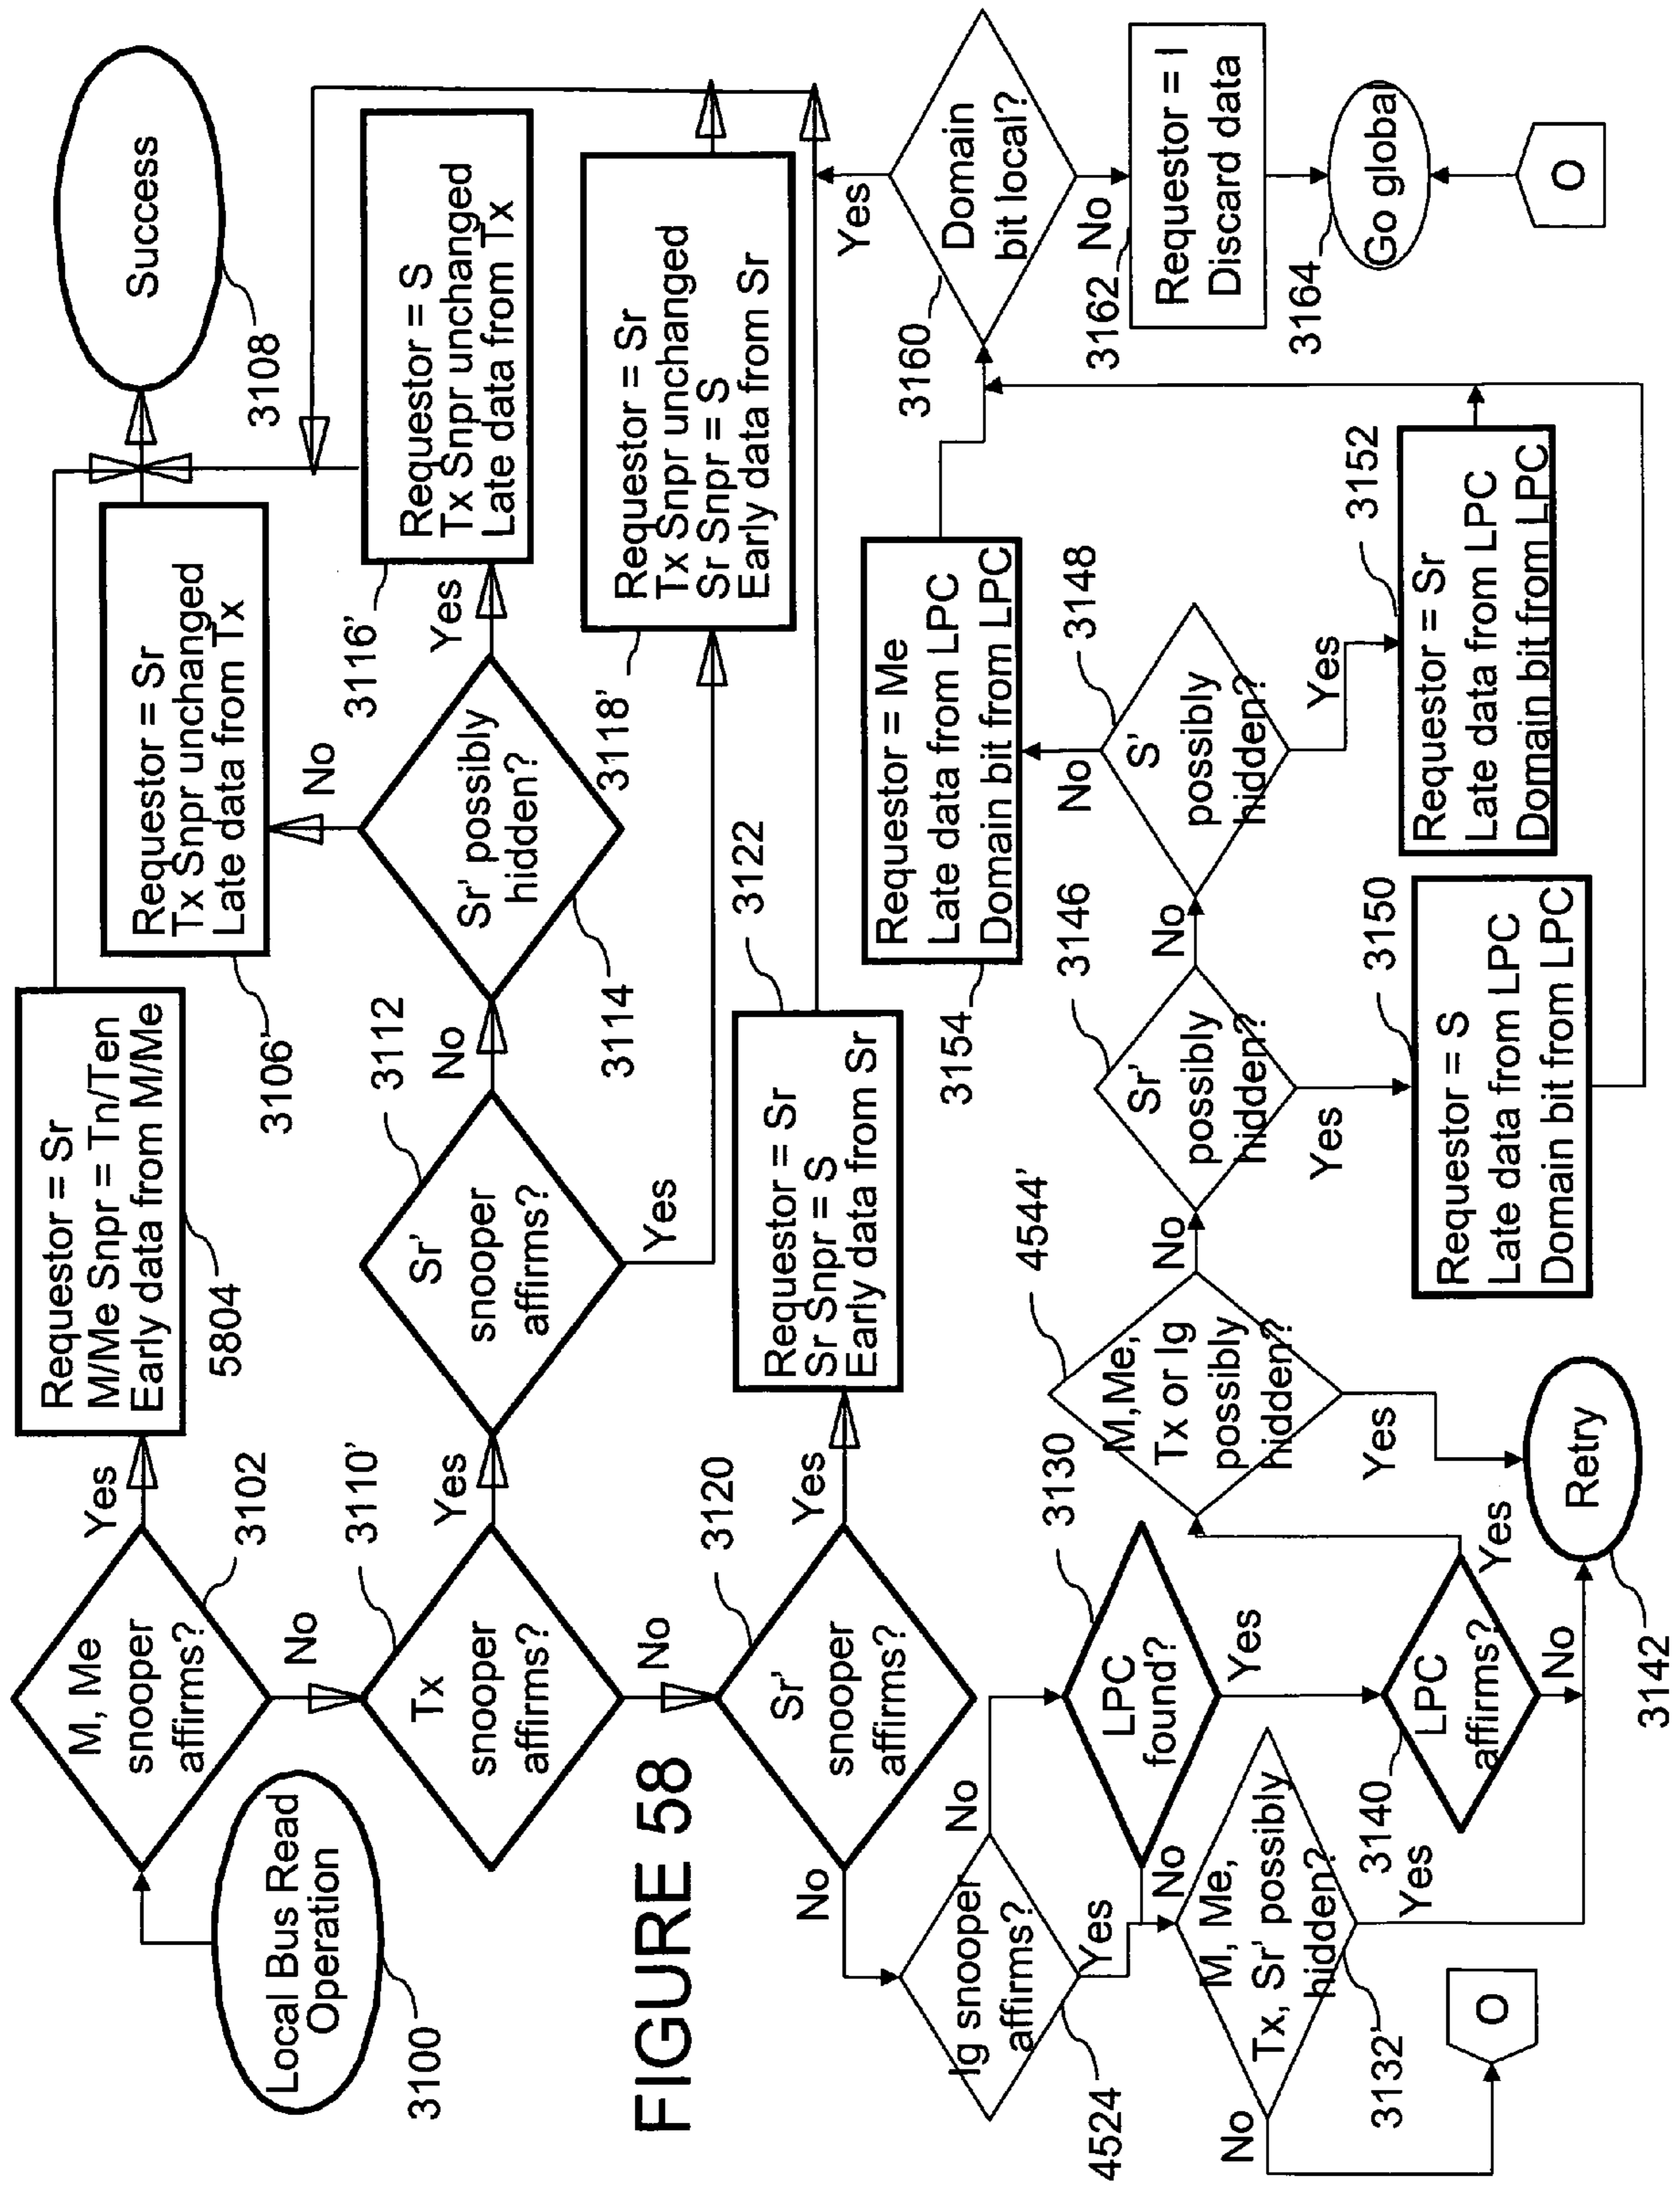 Local Bus Read
Operation
3100
M, Me
snooper
affirms?
3102
Yes
No
Requestor = Sr
M/Me Snpr = Tn/Ten
Early data from M/Me
5804
Success
3108
Tx
snooper
affirms?
3110'
Yes
No
Sr'
snooper
affirms?
3112
No
Yes
Sr' possibly
hidden?
3114
No
Yes
Requestor = Sr
Tx Snpr unchanged
Late data from Tx
3106'
Requestor = S
Tx Snpr unchanged
Late data from Tx
3116'
Requestor = Sr
Tx Snpr unchanged
Sr Snpr = S
Early data from Sr
3118'
FIGURE 58
Sr'
snooper
affirms?
3120
Yes
No
Requestor = Sr
Sr Snpr = S
Early data from Sr
3122
Ig snooper
affirms?
4524
No
Yes
LPC
found?
3130
No
Yes
M, Me,
Tx, Sr' possibly
hidden?
3132'
No
Yes
O
LPC
affirms?
3140
Yes
No
Retry
3142
M,Me,
Tx or Ig
possibly
hidden?
4544'
No
Yes
Sr'
possibly
hidden?
3146
No
Yes
S'
possibly
hidden?
3148
No
Yes
Requestor = S
Late data from LPC
Domain bit from LPC
3150
Requestor = Sr
Late data from LPC
Domain bit from LPC
3152
Requestor = Me
Late data from LPC
Domain bit from LPC
3154
Domain
bit local?
3160
Yes
No
Requestor = I
Discard data
3162
Go global
3164
O